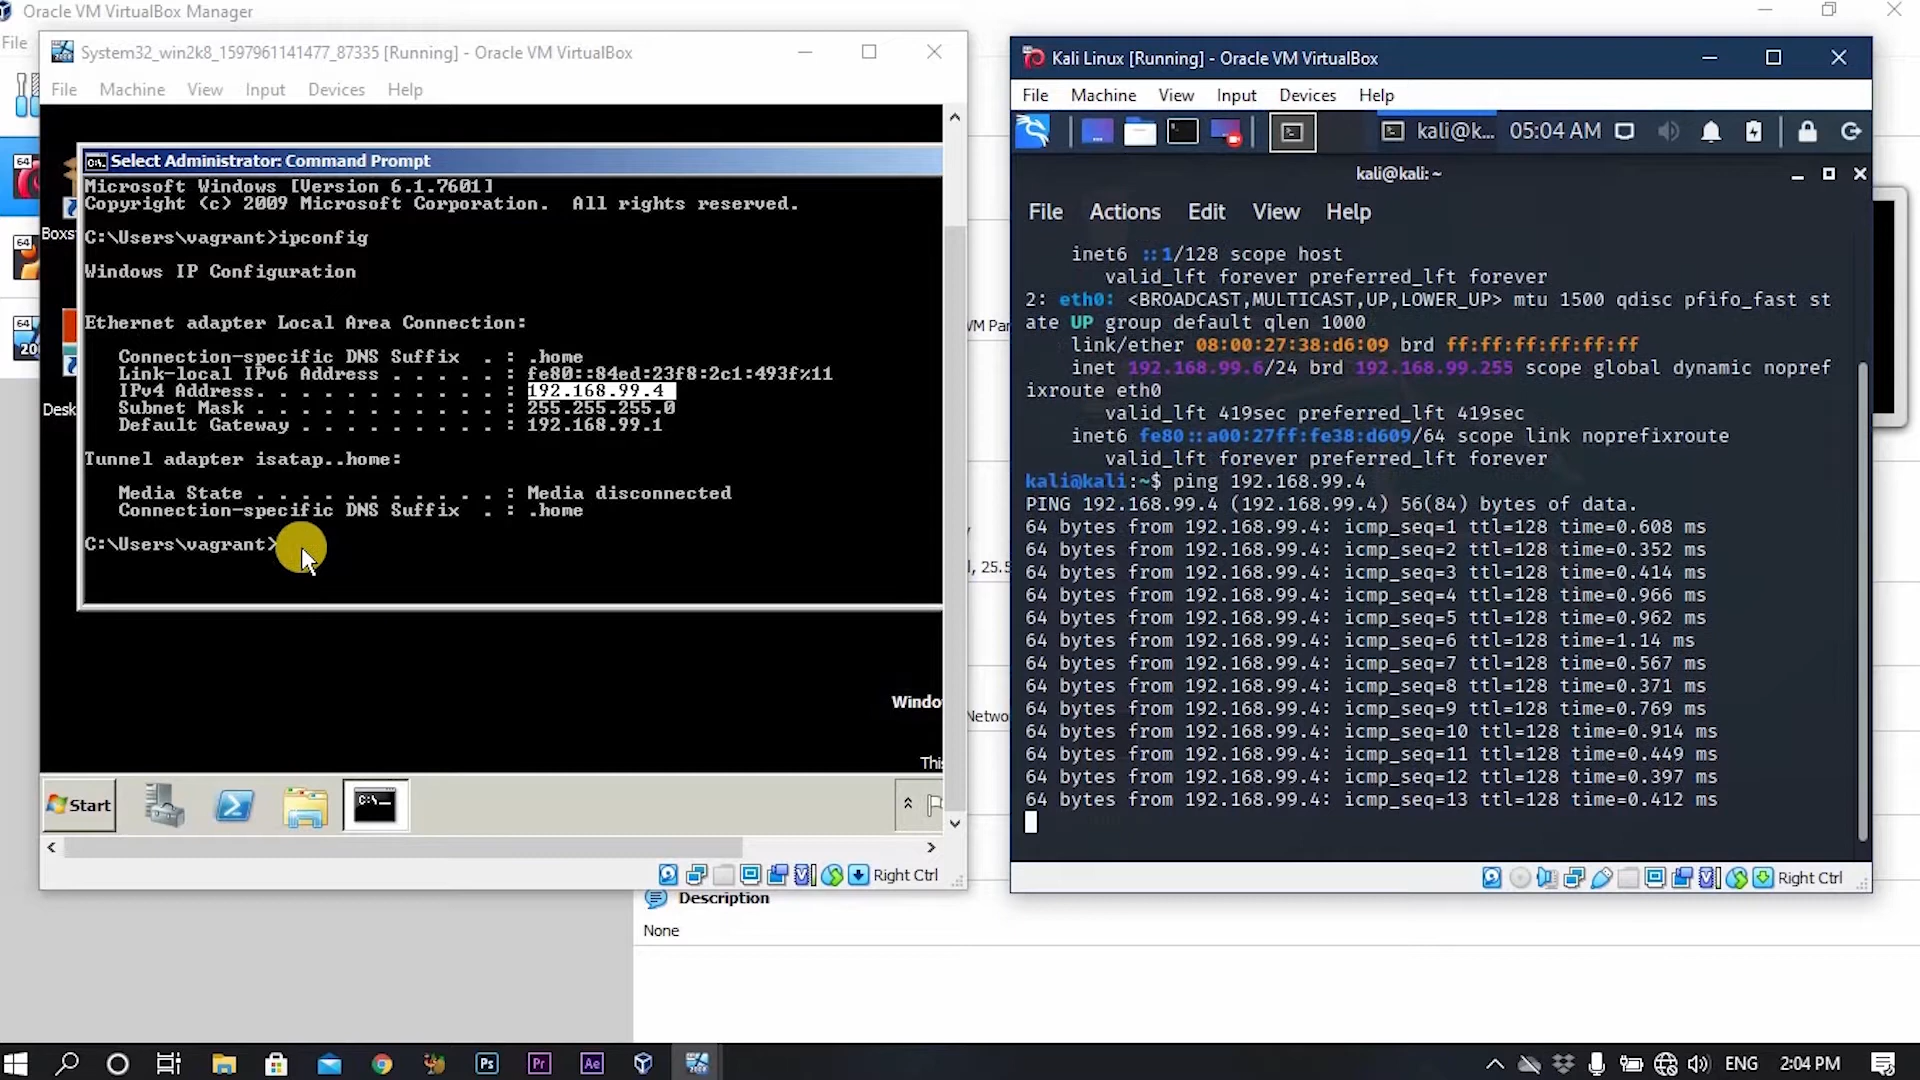 Oracle VM VirtualBox Manager
File
System32_win2k8_1597961141477_87335 [Running] - Oracle VM VirtualBox
File Machine View Input Devices Help
Select Administrator: Command Prompt
Microsoft Windows [Version 6.1.7601]
Copyright (c) 2009 Microsoft Corporation.  All rights reserved.
C:\Users\vagrant>ipconfig
Windows IP Configuration
Ethernet adapter Local Area Connection:
Connection-specific DNS Suffix  . : .home
Link-local IPv6 Address . . . . . : fe80::84ed:23f8:2c1:493f%11
IPv4 Address. . . . . . . . . . . : 192.168.99.4
Subnet Mask . . . . . . . . . . . : 255.255.255.0
Default Gateway . . . . . . . . . : 192.168.99.1
Tunnel adapter isatap..home:
Media State . . . . . . . . . . . : Media disconnected
Connection-specific DNS Suffix  . : .home
C:\Users\vagrant>
64
64
64
20
Boxs
Desk
Windo
This
Start
Right Ctrl
VM Par
l, 25.5
Netwo
Kali Linux [Running] - Oracle VM VirtualBox
File Machine View Input Devices Help
kali@k... 05:04 AM
kali@kali: ~
File Actions Edit View Help
inet6 ::1/128 scope host
valid_lft forever preferred_lft forever
2: eth0: <BROADCAST,MULTICAST,UP,LOWER_UP> mtu 1500 qdisc pfifo_fast st
ate UP group default qlen 1000
link/ether 08:00:27:38:d6:09 brd ff:ff:ff:ff:ff:ff
inet 192.168.99.6/24 brd 192.168.99.255 scope global dynamic nopref
ixroute eth0
valid_lft 419sec preferred_lft 419sec
inet6 fe80::a00:27ff:fe38:d609/64 scope link noprefixroute
valid_lft forever preferred_lft forever
kali@kali:~$ ping 192.168.99.4
PING 192.168.99.4 (192.168.99.4) 56(84) bytes of data.
64 bytes from 192.168.99.4: icmp_seq=1 ttl=128 time=0.608 ms
64 bytes from 192.168.99.4: icmp_seq=2 ttl=128 time=0.352 ms
64 bytes from 192.168.99.4: icmp_seq=3 ttl=128 time=0.414 ms
64 bytes from 192.168.99.4: icmp_seq=4 ttl=128 time=0.966 ms
64 bytes from 192.168.99.4: icmp_seq=5 ttl=128 time=0.962 ms
64 bytes from 192.168.99.4: icmp_seq=6 ttl=128 time=1.14 ms
64 bytes from 192.168.99.4: icmp_seq=7 ttl=128 time=0.567 ms
64 bytes from 192.168.99.4: icmp_seq=8 ttl=128 time=0.371 ms
64 bytes from 192.168.99.4: icmp_seq=9 ttl=128 time=0.769 ms
64 bytes from 192.168.99.4: icmp_seq=10 ttl=128 time=0.914 ms
64 bytes from 192.168.99.4: icmp_seq=11 ttl=128 time=0.449 ms
64 bytes from 192.168.99.4: icmp_seq=12 ttl=128 time=0.397 ms
64 bytes from 192.168.99.4: icmp_seq=13 ttl=128 time=0.412 ms
Right Ctrl
Description
None
Ps Pr Ae
ENG 2:04 PM